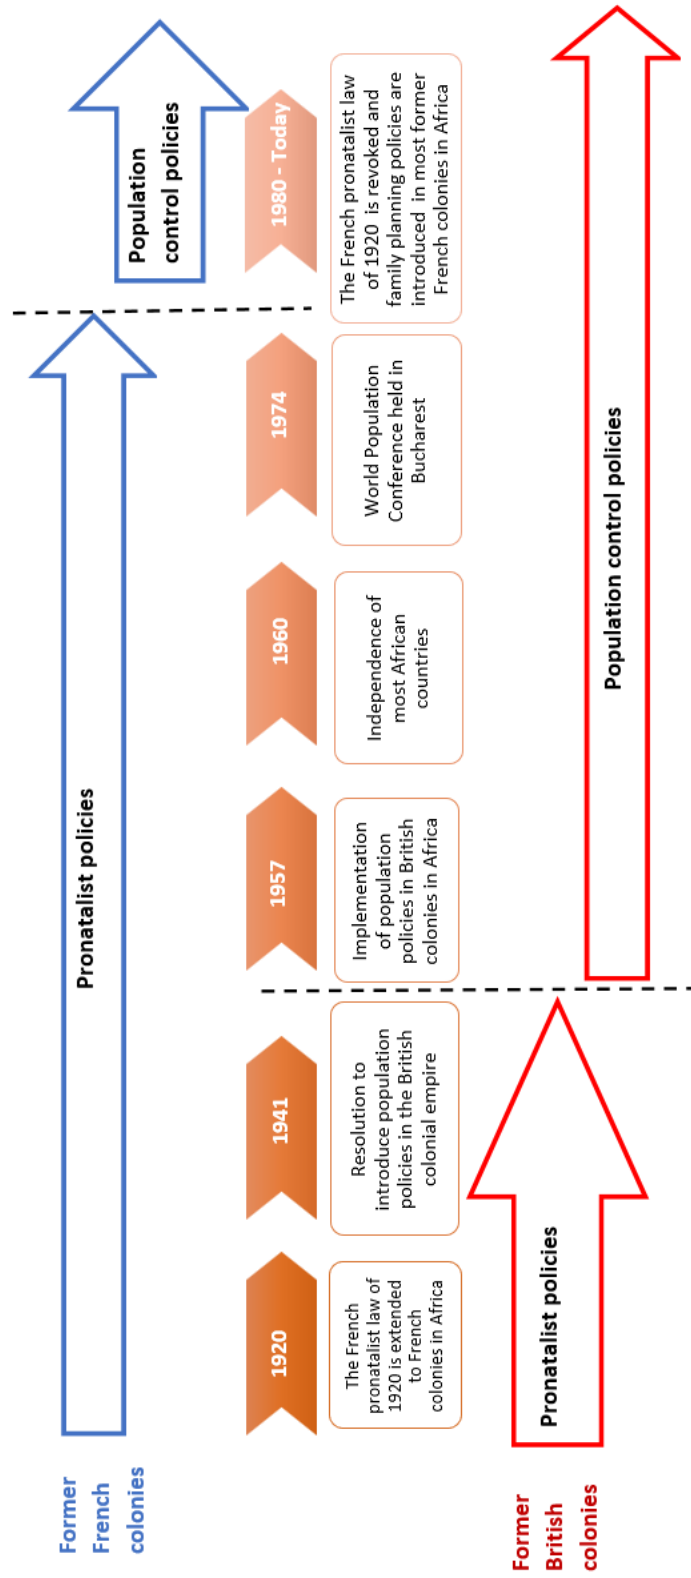 Former
French
colonies
Pronatalist policies
Population
control policies
1920
1941
1957
1960
1974
1980 - Today
The French
pronatalist law of
1920 is extended
to French
colonies in Africa
Resolution to
introduce population
policies in the British
colonial empire
Implementation
of population
policies in British
colonies in Africa
Independence of
most African
countries
World Population
Conference held in
Bucharest
The French pronatalist law
of 1920 is revoked and
family planning policies are
introduced in most former
French colonies in Africa
Former
British
colonies
Pronatalist policies
Population control policies